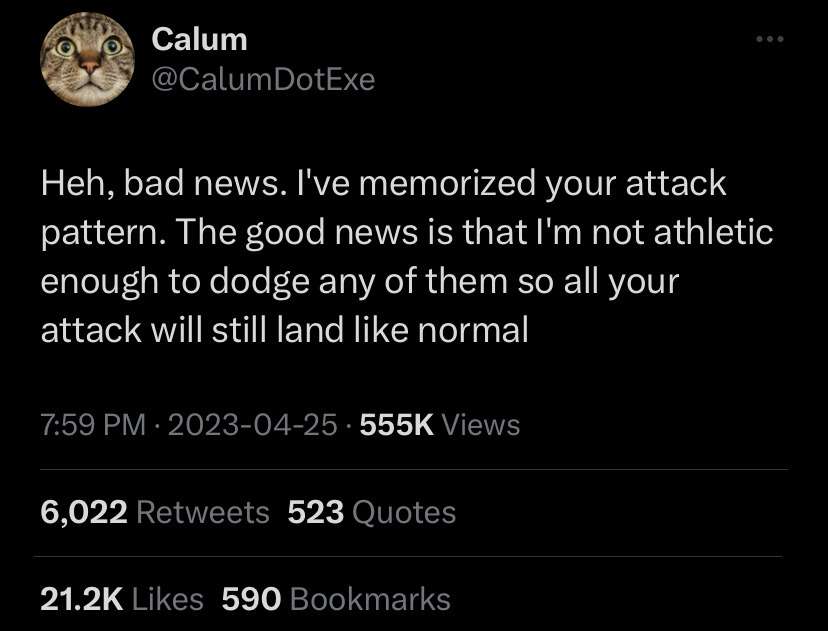 Calum
@CalumDotExe
Heh, bad news. I've memorized your attack
pattern. The good news is that I'm not athletic
enough to dodge any of them so all your
attack will still land like normal
7:59 PM · 2023-04-25 · 555K Views
6,022 Retweets 523 Quotes
21.2K Likes 590 Bookmarks